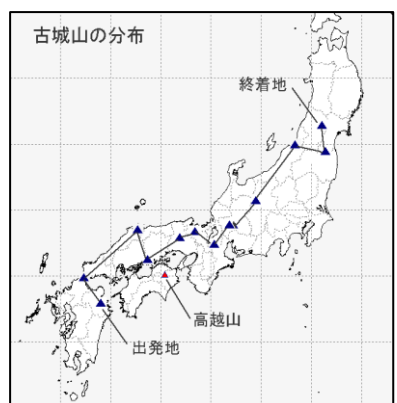 古城山の分布
終着地
高越山
出発地